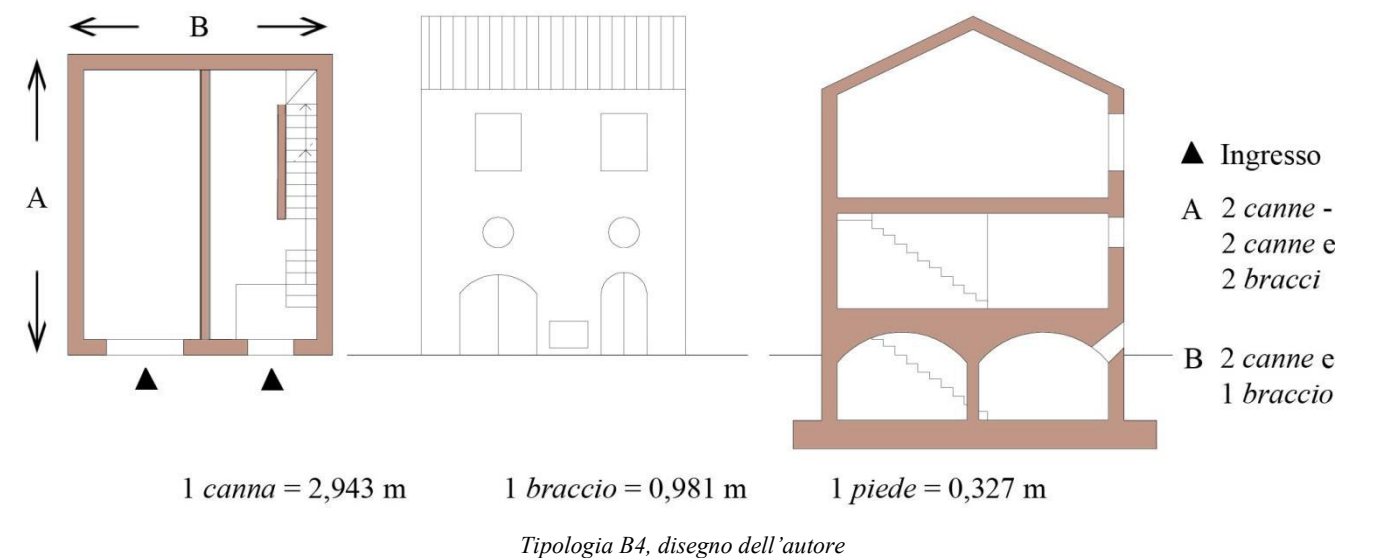 B
A
▲ Ingresso
A 2 canne -
2 canne e
2 bracci
B 2 canne e
1 braccio
1 canna = 2,943 m
1 braccio = 0,981 m
1 piede = 0,327 m
Tipologia B4, disegno dell’autore